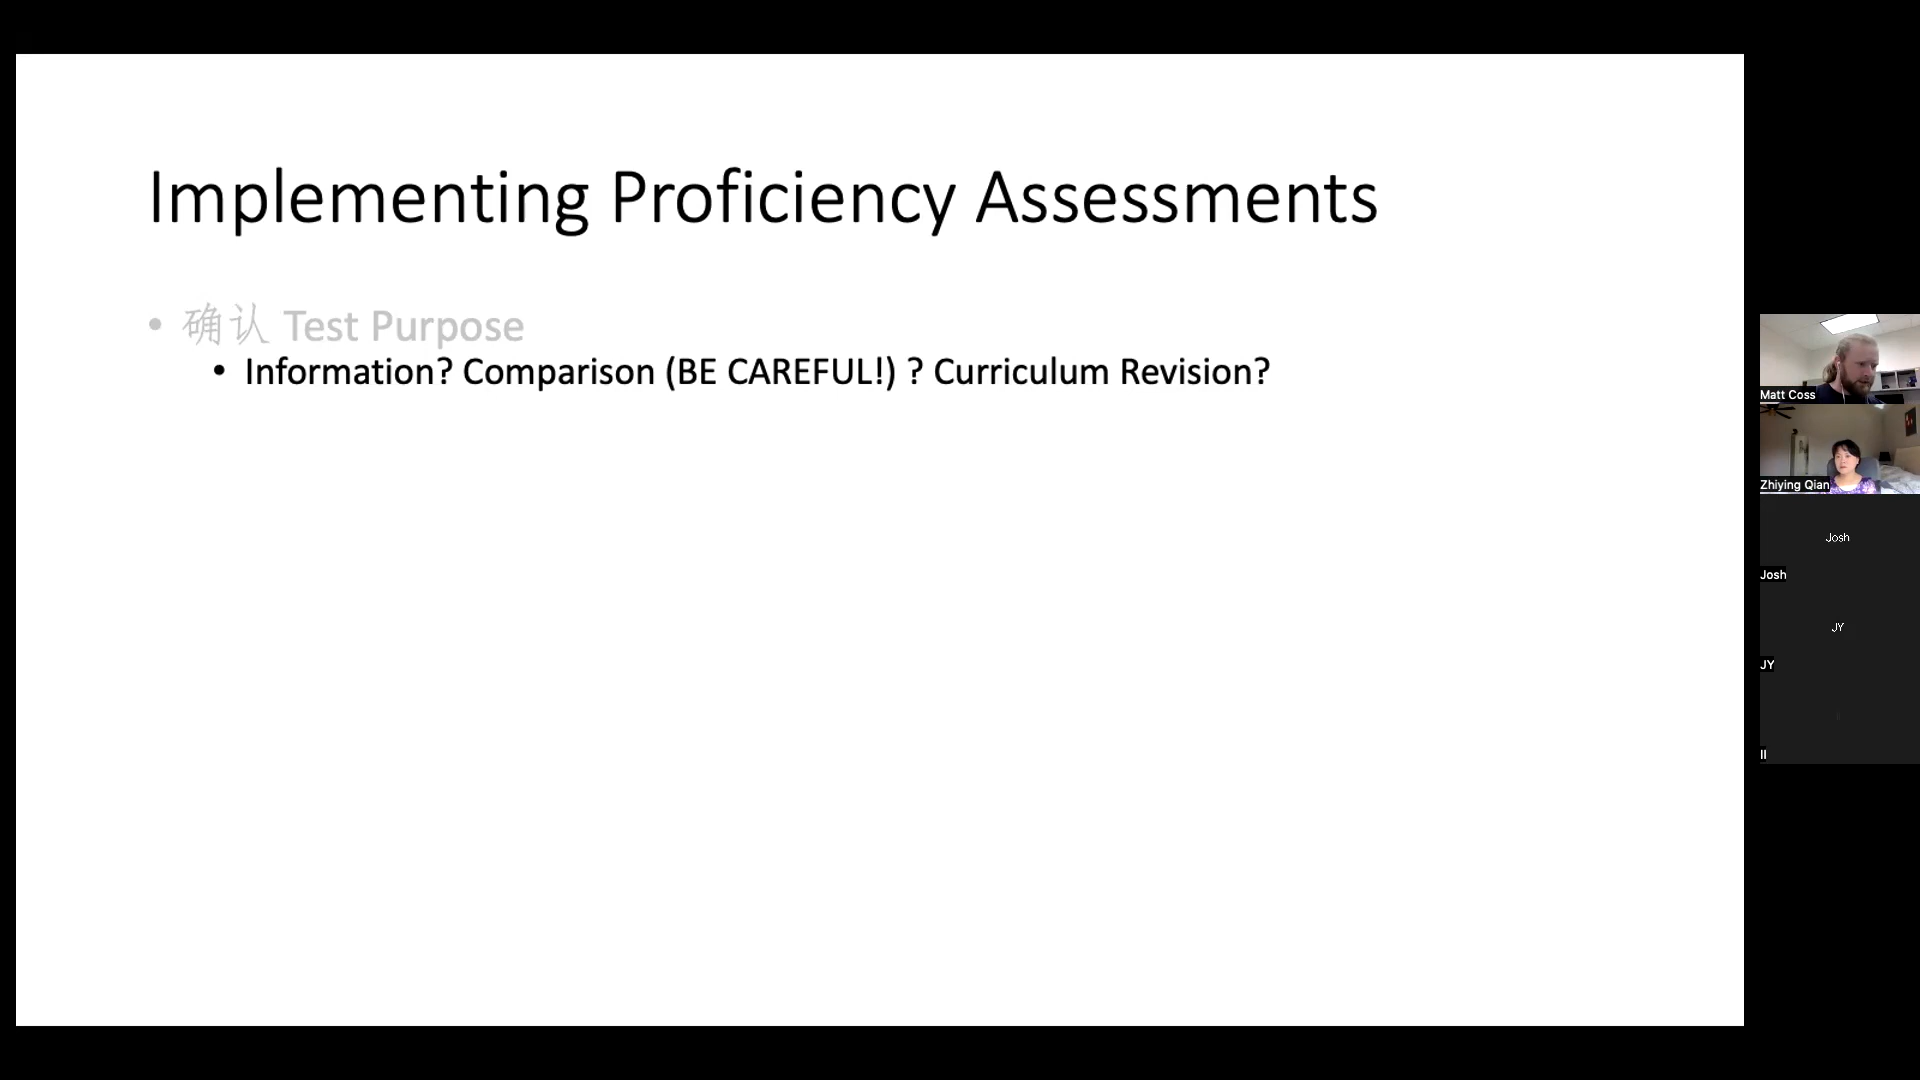 Implementing Proficiency Assessments
• 确认 Test Purpose
• Information? Comparison (BE CAREFUL!) ? Curriculum Revision?
Matt Coss
Zhiying Qian
Josh
Josh
JY
JY
II